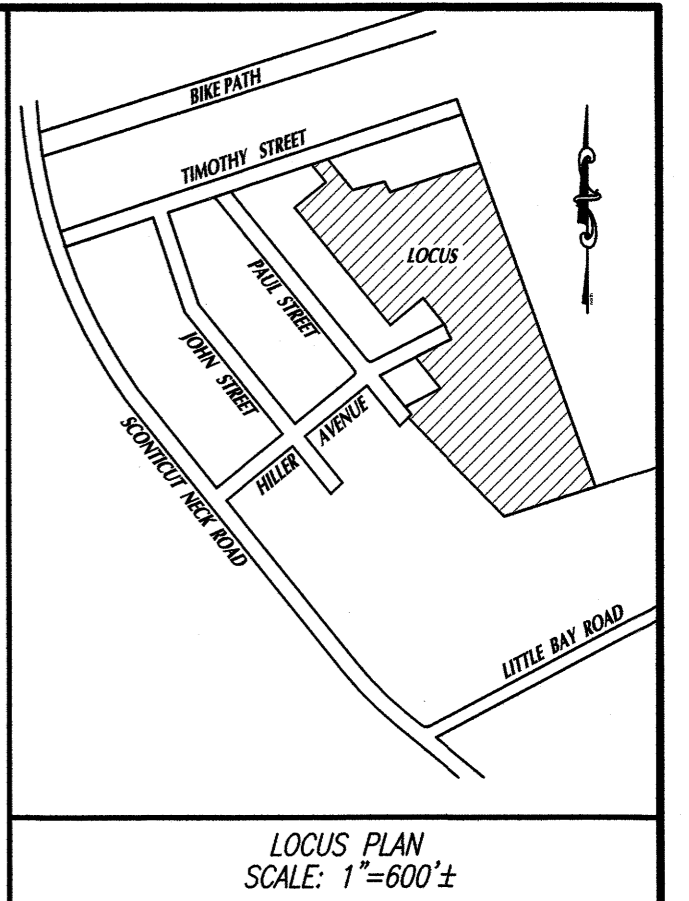 BIKE PATH
TIMOTHY STREET
LOCUS
PAUL STREET
JOHN STREET
HILLER AVENUE
SCONTICUT NECK ROAD
LITTLE BAY ROAD
north
LOCUS PLAN
SCALE: 1"=600'±